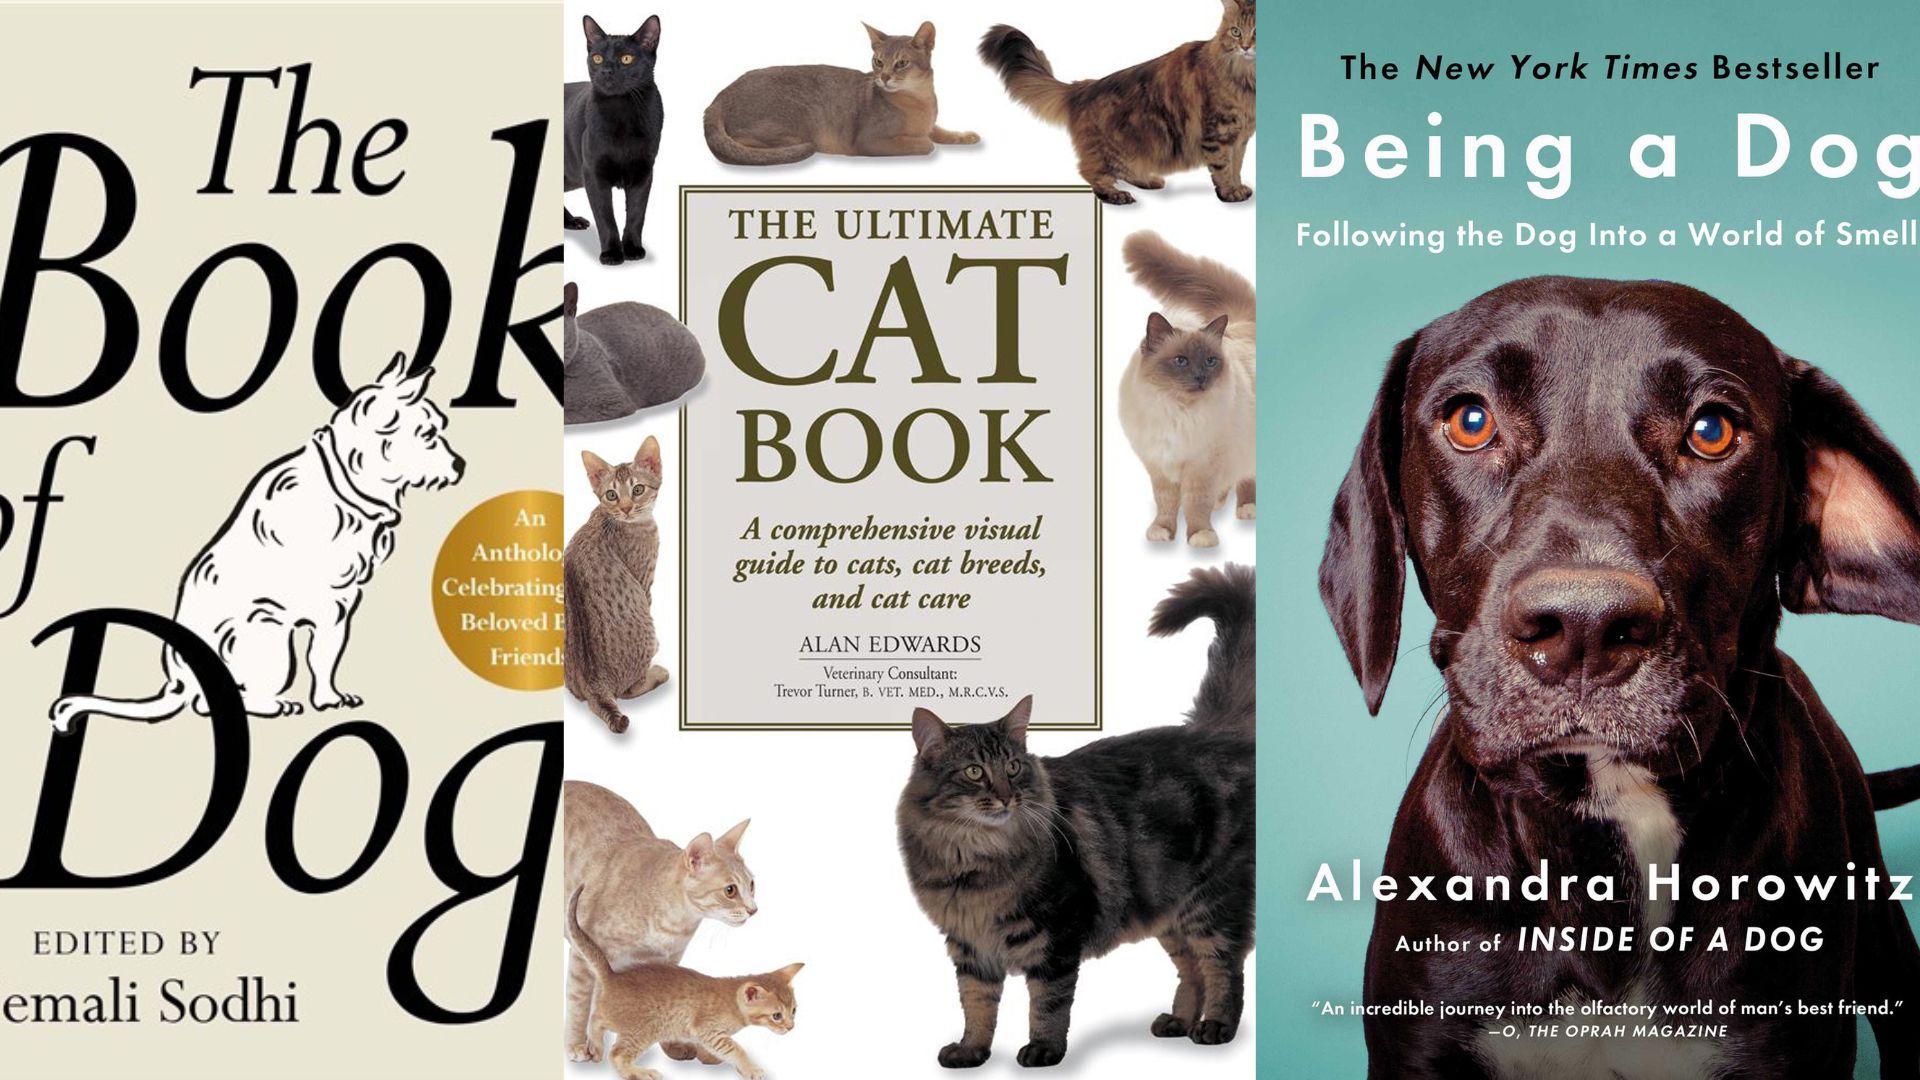 The
Book
of
Dog
An
Antholo
Celebrating
Beloved
Friends
EDITED BY
emali Sodhi
THE ULTIMATE
CAT
BOOK
A comprehensive visual
guide to cats, cat breeds,
and cat care
ALAN EDWARDS
Veterinary Consultant:
Trevor Turner, B. VET. MED., M.R.C.V.S.
The New York Times Bestseller
Being a Dog
Following the Dog Into a World of Smell
Alexandra Horowitz
Author of INSIDE OF A DOG
“An incredible journey into the olfactory world of man’s best friend.”
—O, THE OPRAH MAGAZINE